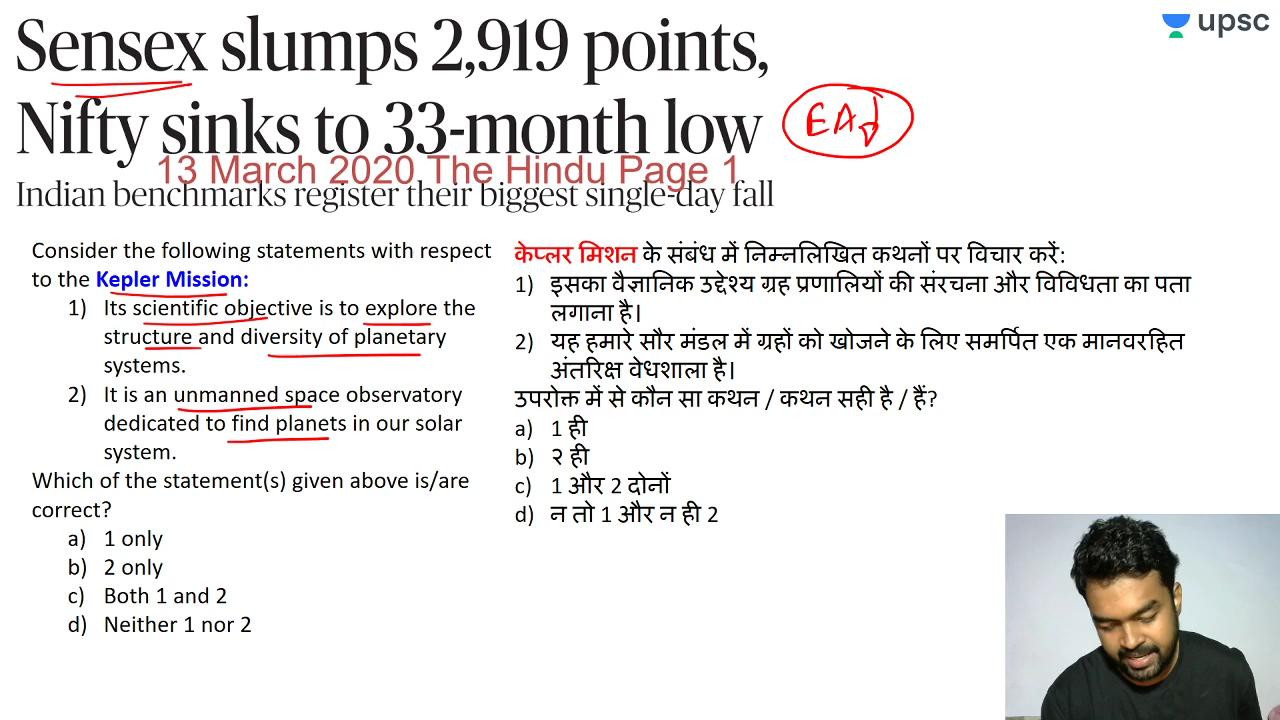 upsc
Sensex slumps 2,919 points,
Nifty sinks to 33-month low
EA
13 March 2020 The Hindu Page 1
Indian benchmarks register their biggest single-day fall
Consider the following statements with respect
to the Kepler Mission:
1) Its scientific objective is to explore the
structure and diversity of planetary
systems.
2) It is an unmanned space observatory
dedicated to find planets in our solar
system.
Which of the statement(s) given above is/are
correct?
a) 1 only
b) 2 only
c) Both 1 and 2
d) Neither 1 nor 2
केप्लर मिशन के संबंध में निम्नलिखित कथनों पर विचार करें:
1) इसका वैज्ञानिक उद्देश्य ग्रह प्रणालियों की संरचना और विविधता का पता
लगाना है।
2) यह हमारे सौर मंडल में ग्रहों को खोजने के लिए समर्पित एक मानवरहित
अंतरिक्ष वेधशाला है।
उपरोक्त में से कौन सा कथन / कथन सही है / हैं?
a) 1 ही
b) २ ही
c) 1 और 2 दोनों
d) न तो 1 और न ही 2